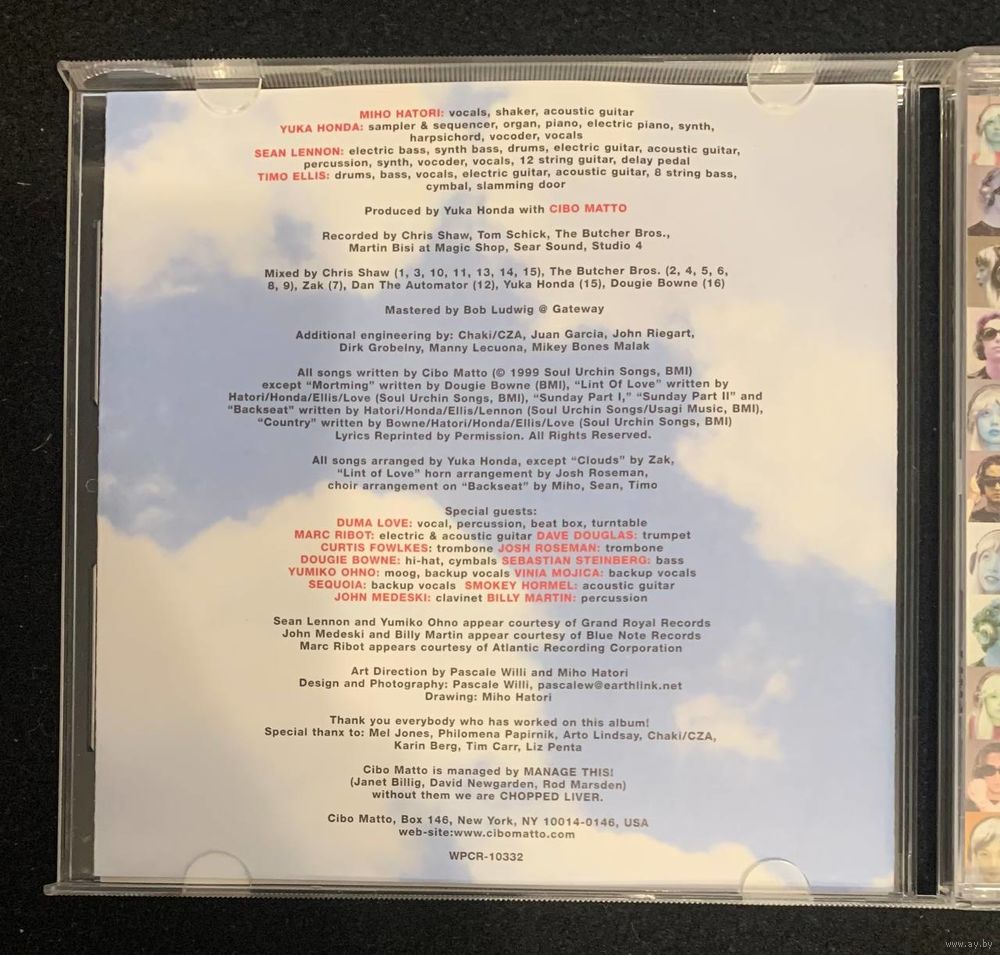 MIHO HATORI: vocals, shaker, acoustic guitar
YUKA HONDA: sampler & sequencer, organ, piano, electric piano, synth,
harpsichord, vocoder, vocals
SEAN LENNON: electric bass, synth bass, drums, electric guitar, acoustic guitar,
percussion, synth, vocoder, vocals, 12 string guitar, delay pedal
TIMO ELLIS: drums, bass, vocals, electric guitar, acoustic guitar, 8 string bass,
cymbal, slamming door
Produced by Yuka Honda with CIBO MATTO
Recorded by Chris Shaw, Tom Schick, The Butcher Bros.,
Martin Bisi at Magic Shop, Sear Sound, Studio 4
Mixed by Chris Shaw (1, 3, 10, 11, 13, 14, 15), The Butcher Bros. (2, 4, 5, 6,
8, 9), Zak (7), Dan The Automator (12), Yuka Honda (15), Dougie Bowne (16)
Mastered by Bob Ludwig @ Gateway
Additional engineering by: Chaki/CZA, Juan Garcia, John Riegart,
Dirk Grobelny, Manny Lecuona, Mikey Bones Malak
All songs written by Cibo Matto (© 1999 Soul Urchin Songs, BMI)
except “Mortming” written by Dougie Bowne (BMI), “Lint Of Love” written by
Hatori/Honda/Ellis/Love (Soul Urchin Songs, BMI), “Sunday Part I,” “Sunday Part II” and
“Backseat” written by Hatori/Honda/Ellis/Lennon (Soul Urchin Songs/Usagi Music, BMI),
“Country” written by Bowne/Hatori/Honda/Ellis/Love (Soul Urchin Songs, BMI)
Lyrics Reprinted by Permission. All Rights Reserved.
All songs arranged by Yuka Honda, except “Clouds” by Zak,
“Lint of Love” horn arrangement by Josh Roseman,
choir arrangement on “Backseat” by Miho, Sean, Timo
Special guests:
DUMA LOVE: vocal, percussion, beat box, turntable
MARC RIBOT: electric & acoustic guitar DAVE DOUGLAS: trumpet
CURTIS FOWLKES: trombone JOSH ROSEMAN: trombone
DOUGIE BOWNE: hi-hat, cymbals SEBASTIAN STEINBERG: bass
YUMIKO OHNO: moog, backup vocals VINIA MOJICA: backup vocals
SEQUOIA: backup vocals SMOKEY HORMEL: acoustic guitar
JOHN MEDESKI: clavinet BILLY MARTIN: percussion
Sean Lennon and Yumiko Ohno appear courtesy of Grand Royal Records
John Medeski and Billy Martin appear courtesy of Blue Note Records
Marc Ribot appears courtesy of Atlantic Recording Corporation
Art Direction by Pascale Willi and Miho Hatori
Design and Photography: Pascale Willi, pascalew@earthlink.net
Drawing: Miho Hatori
Thank you everybody who has worked on this album!
Special thanx to: Mel Jones, Philomena Papirnik, Arto Lindsay, Chaki/CZA,
Karin Berg, Tim Carr, Liz Penta
Cibo Matto is managed by MANAGE THIS!
(Janet Billig, David Newgarden, Rod Marsden)
without them we are CHOPPED LIVER.
Cibo Matto, Box 146, New York, NY 10014-0146, USA
web-site:www.cibomatto.com
WPCR-10332
www.ay.by